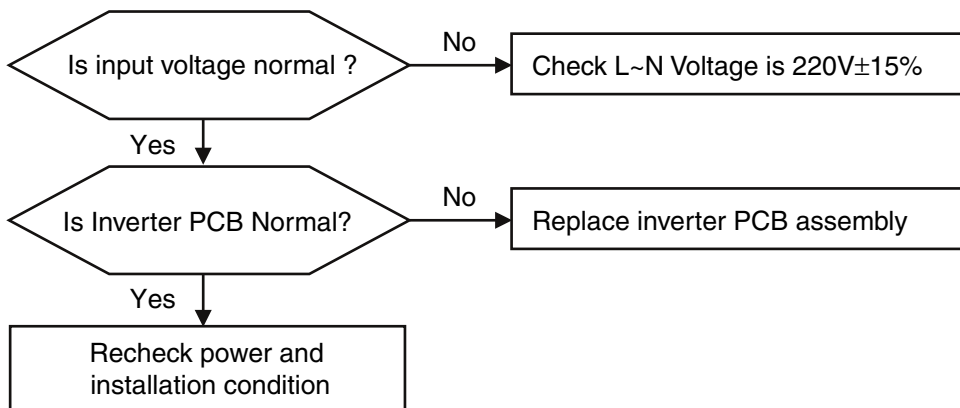 Is input voltage normal ?
No
Check L~N Voltage is 220V±15%
Yes
Is Inverter PCB Normal?
No
Replace inverter PCB assembly
Yes
Recheck power and
installation condition